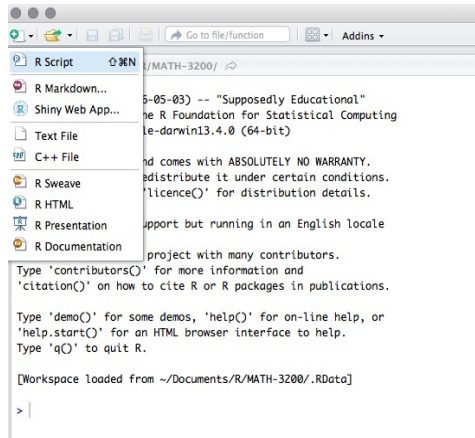 Go to file/function
Addins
R Script ⇧⌘N
/MATH-3200/
R Markdown...
6-05-03) -- "Supposedly Educational"
Shiny Web App...
he R Foundation for Statistical Computing
le-darwin13.4.0 (64-bit)
Text File
C++ File
nd comes with ABSOLUTELY NO WARRANTY.
edistribute it under certain conditions.
R Sweave
'licence()' for distribution details.
R HTML
R Presentation
upport but running in an English locale
R Documentation
project with many contributors.
Type 'contributors()' for more information and
'citation()' on how to cite R or R packages in publications.
Type 'demo()' for some demos, 'help()' for on-line help, or
'help.start()' for an HTML browser interface to help.
Type 'q()' to quit R.
[Workspace loaded from ~/Documents/R/MATH-3200/.RData]
>